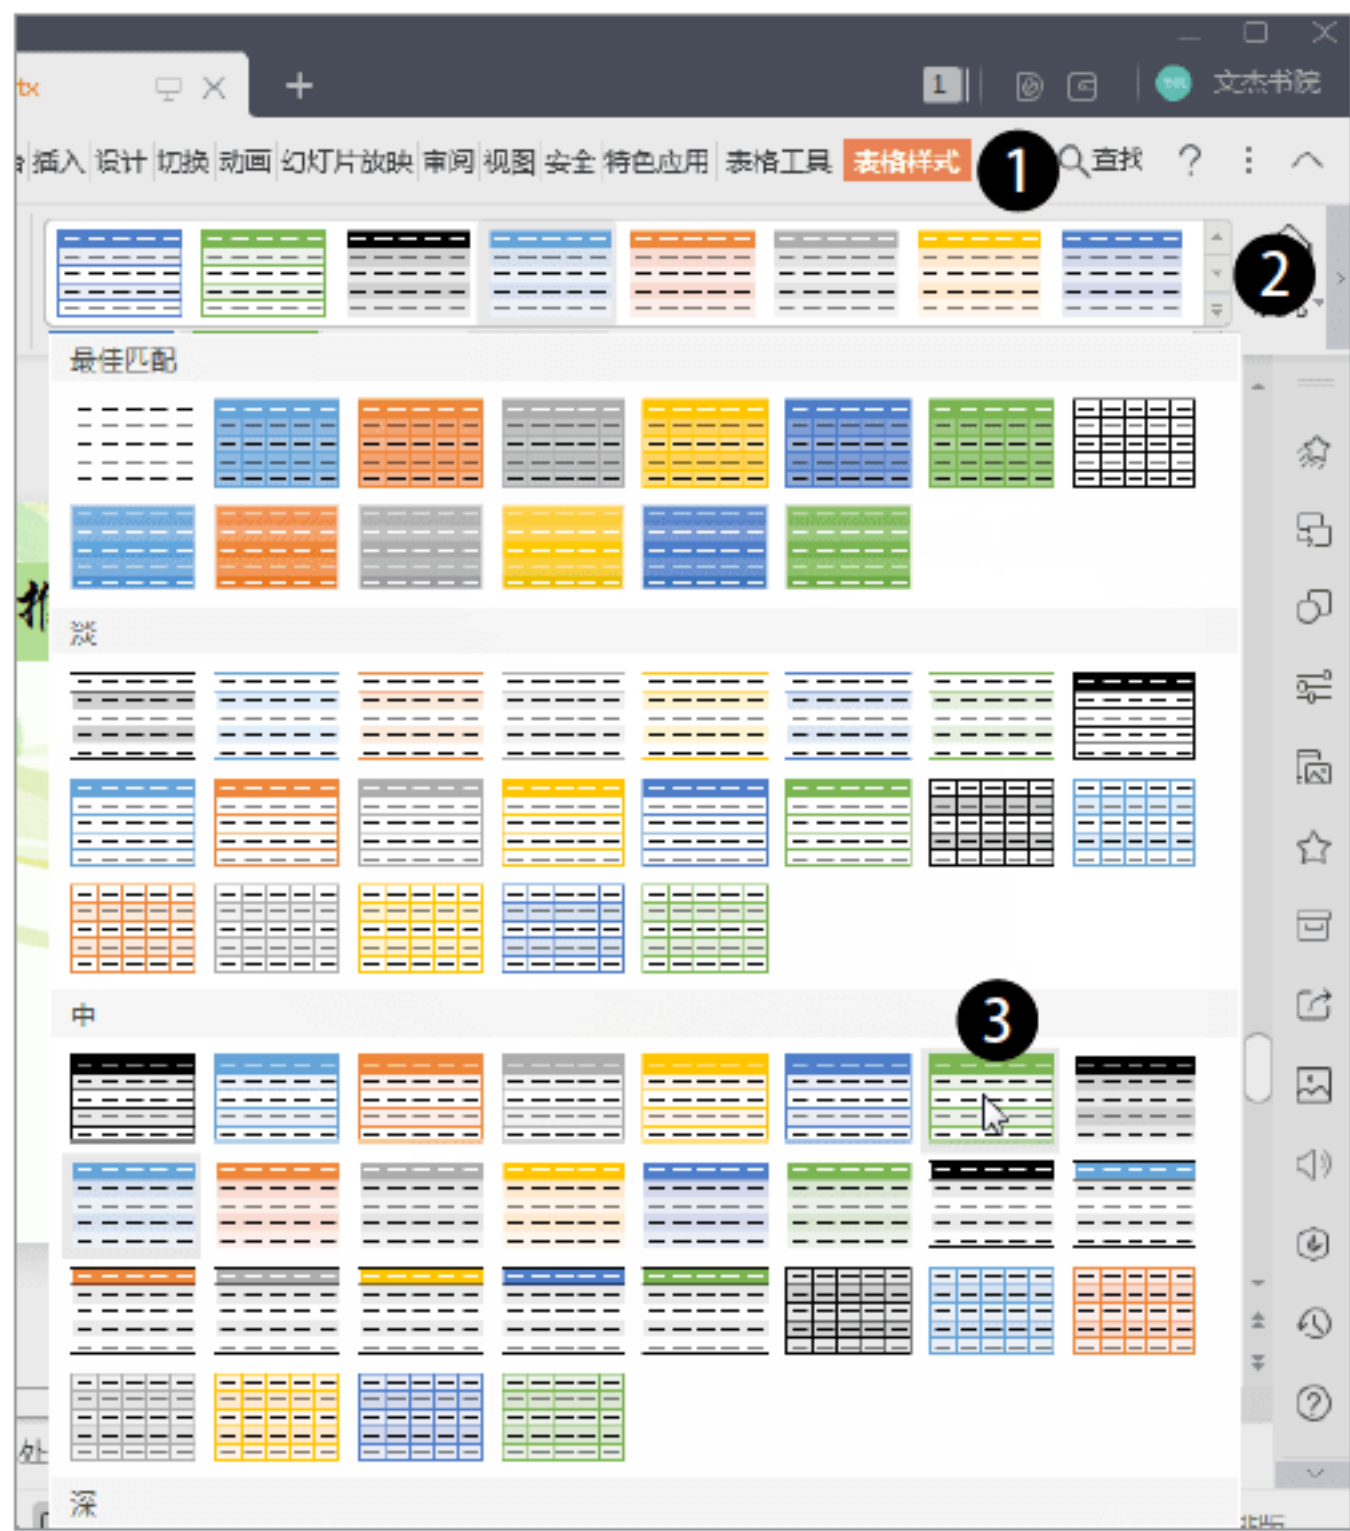 tx
1 文杰书院
插入 设计 切换 动画 幻灯片放映 审阅 视图 安全 特色应用 表格工具 表格样式 1 查找 ?
2
最佳匹配
推
淡
中
3
处
深